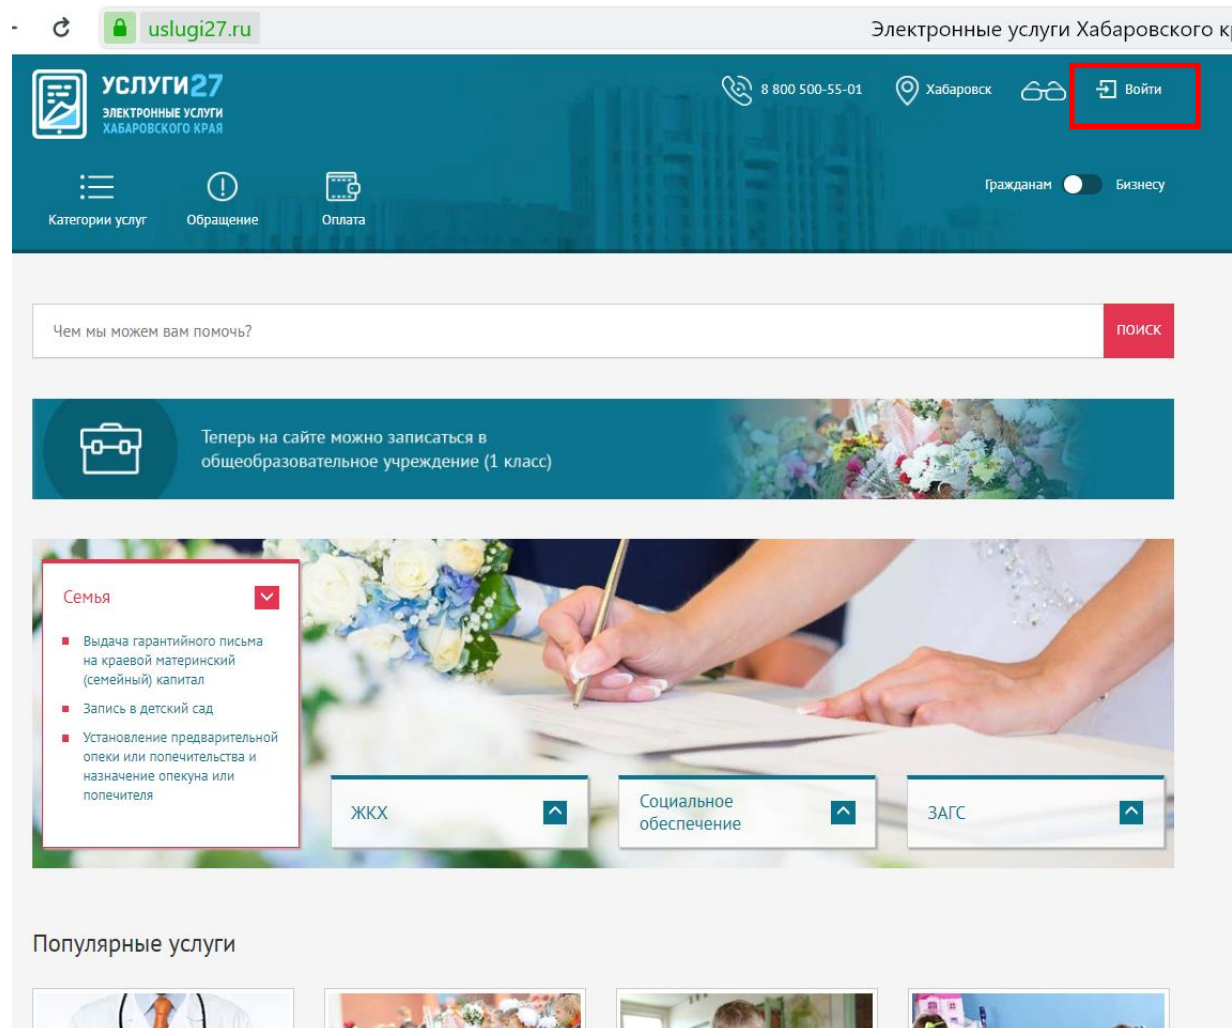 uslugi27.ru
Электронные услуги Хабаровского
УСЛУГИ27
ЭЛЕКТРОННЫЕ УСЛУГИ
ХАБАРОВСКОГО КРАЯ
8 800 500-55-01
Хабаровск
Войти
Категории услуг
Обращение
Оплата
Гражданам
Бизнесу
Чем мы можем вам помочь?
ПОИСК
Теперь на сайте можно записаться в
общеобразовательное учреждение (1 класс)
Семья
Выдача гарантийного письма
на краевой материнский
(семейный) капитал
Запись в детский сад
Установление предварительной
опеки или попечительства и
назначение опекуна или
попечителя
ЖКХ
Социальное
обеспечение
ЗАГС
Популярные услуги